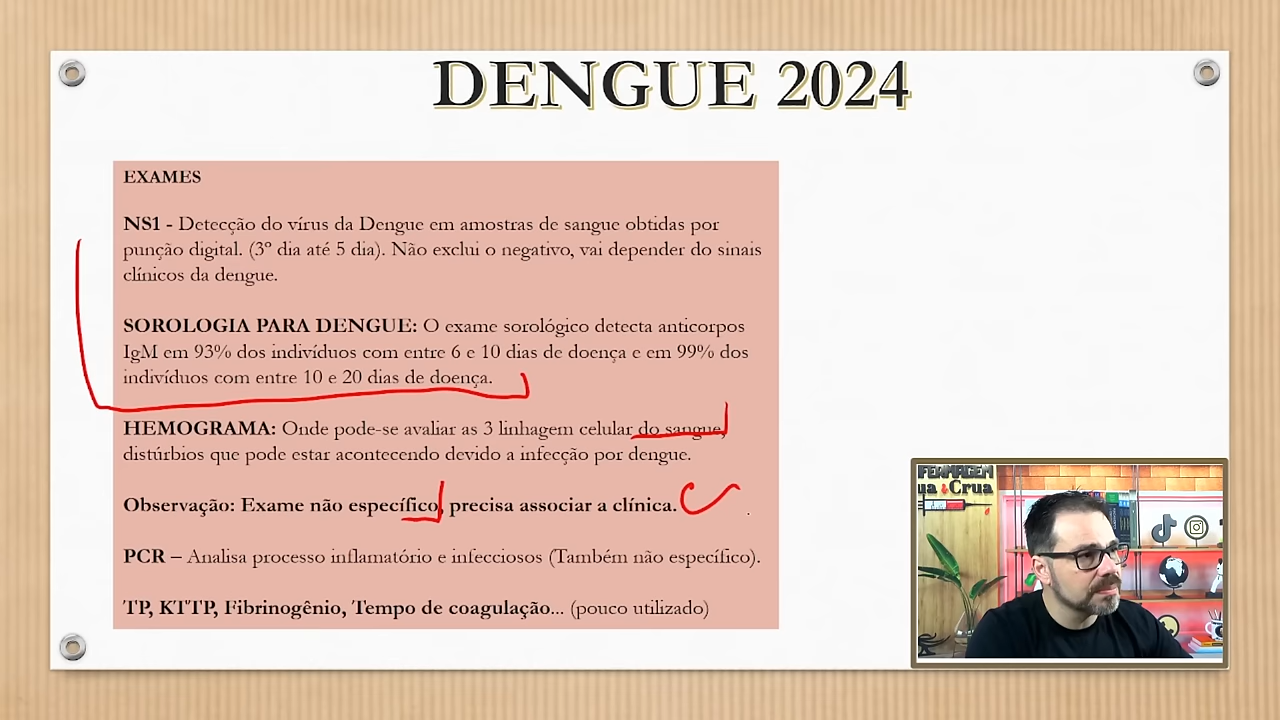 DENGUE 2024
EXAMES
NS1 - Detecção do vírus da Dengue em amostras de sangue obtidas por
punção digital. (3º dia até 5 dia). Não exclui o negativo, vai depender do sinais
clínicos da dengue.
SOROLOGIA PARA DENGUE: O exame sorológico detecta anticorpos
IgM em 93% dos indivíduos com entre 6 e 10 dias de doença e em 99% dos
indivíduos com entre 10 e 20 dias de doença.
HEMOGRAMA: Onde pode-se avaliar as 3 linhagem celular do sangue,
distúrbios que pode estar acontecendo devido a infecção por dengue.
Observação: Exame não específico, precisa associar a clínica.
PCR – Analisa processo inflamatório e infecciosos (Também não específico).
TP, KTTP, Fibrinogênio, Tempo de coagulação... (pouco utilizado)
FERMAGEM
ua Crua